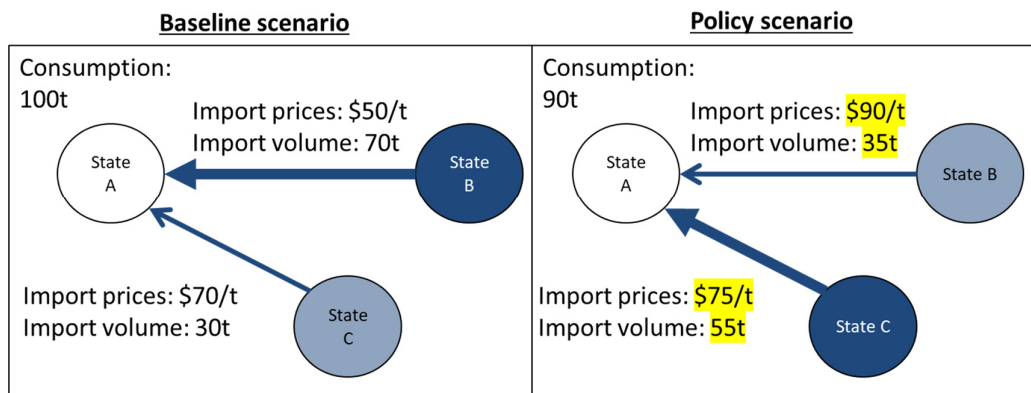 Baseline scenario
Consumption:
100t
Import prices: $50/t
Import volume: 70t
State
A
State
B
Import prices: $70/t
Import volume: 30t
State
C
Policy scenario
Consumption:
90t
Import prices: $90/t
Import volume: 35t
State
A
State B
Import prices: $75/t
Import volume: 55t
State C